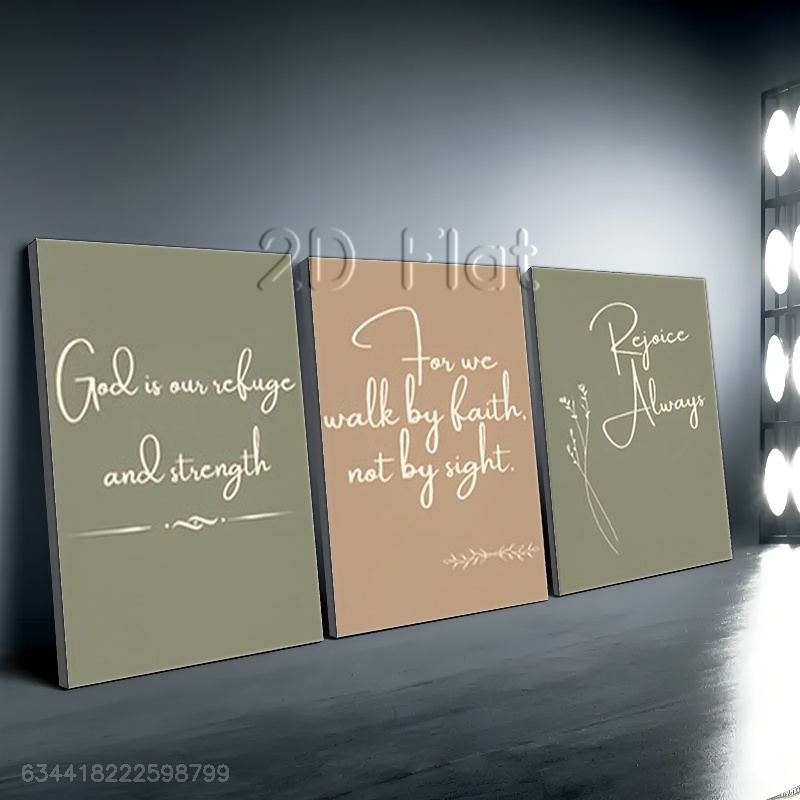 2D Flat
God is our refuge
and strength
For we
walk by faith,
not by sight.
Rejoice
Always
634418222598799